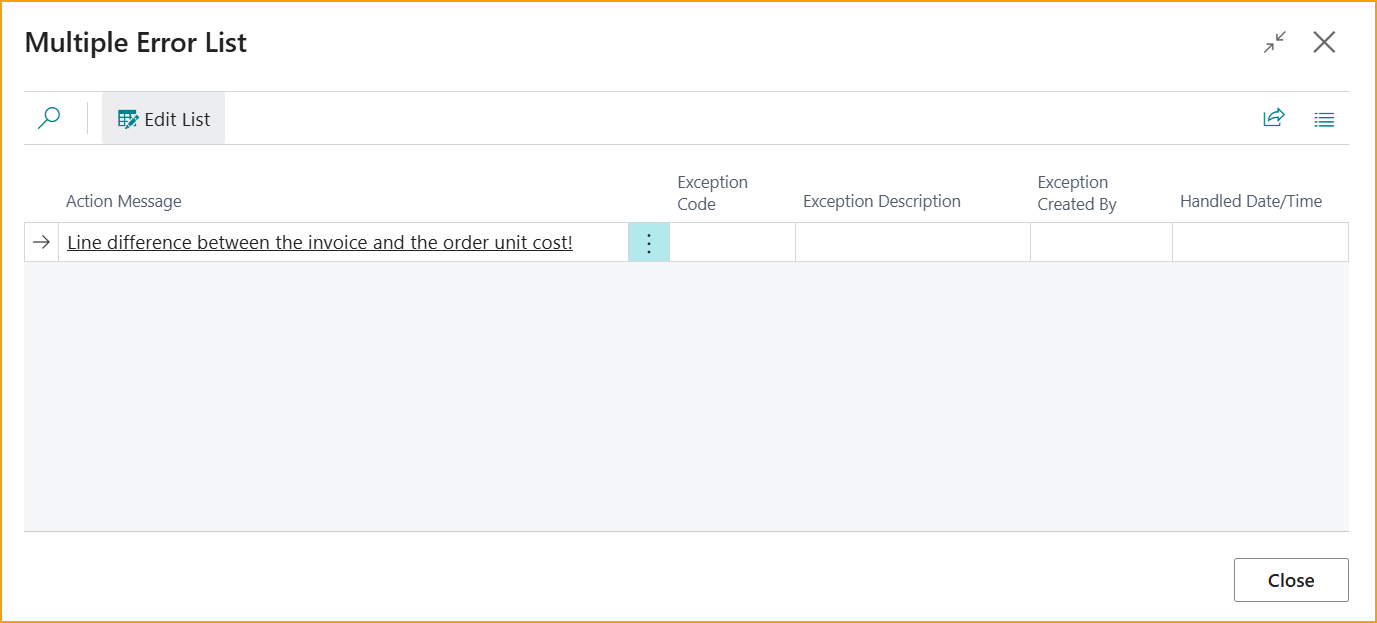 Multiple Error List
Edit List
Action Message
Exception
Code
Exception Description
Exception
Created By
Handled Date/Time
Line difference between the invoice and the order unit cost!
Close